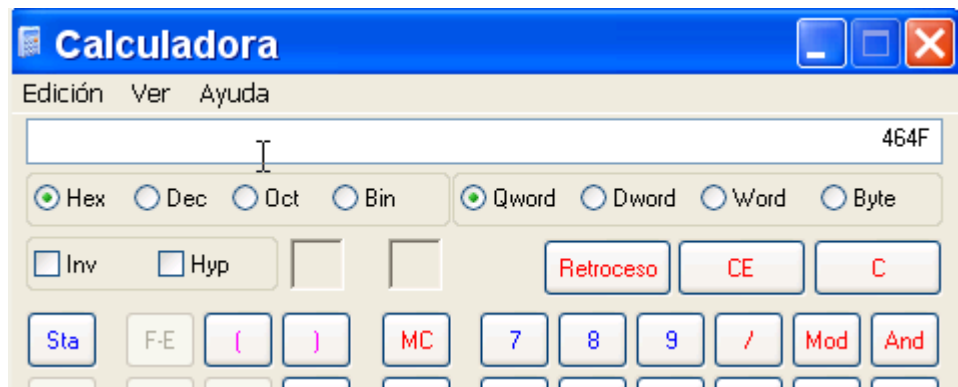 Calculadora
Edición Ver Ayuda
464F
Hex Dec Oct Bin Qword Dword Word Byte
Inv Hyp Retroceso CE C
Sta F-E ( ) MC 7 8 9 / Mod And